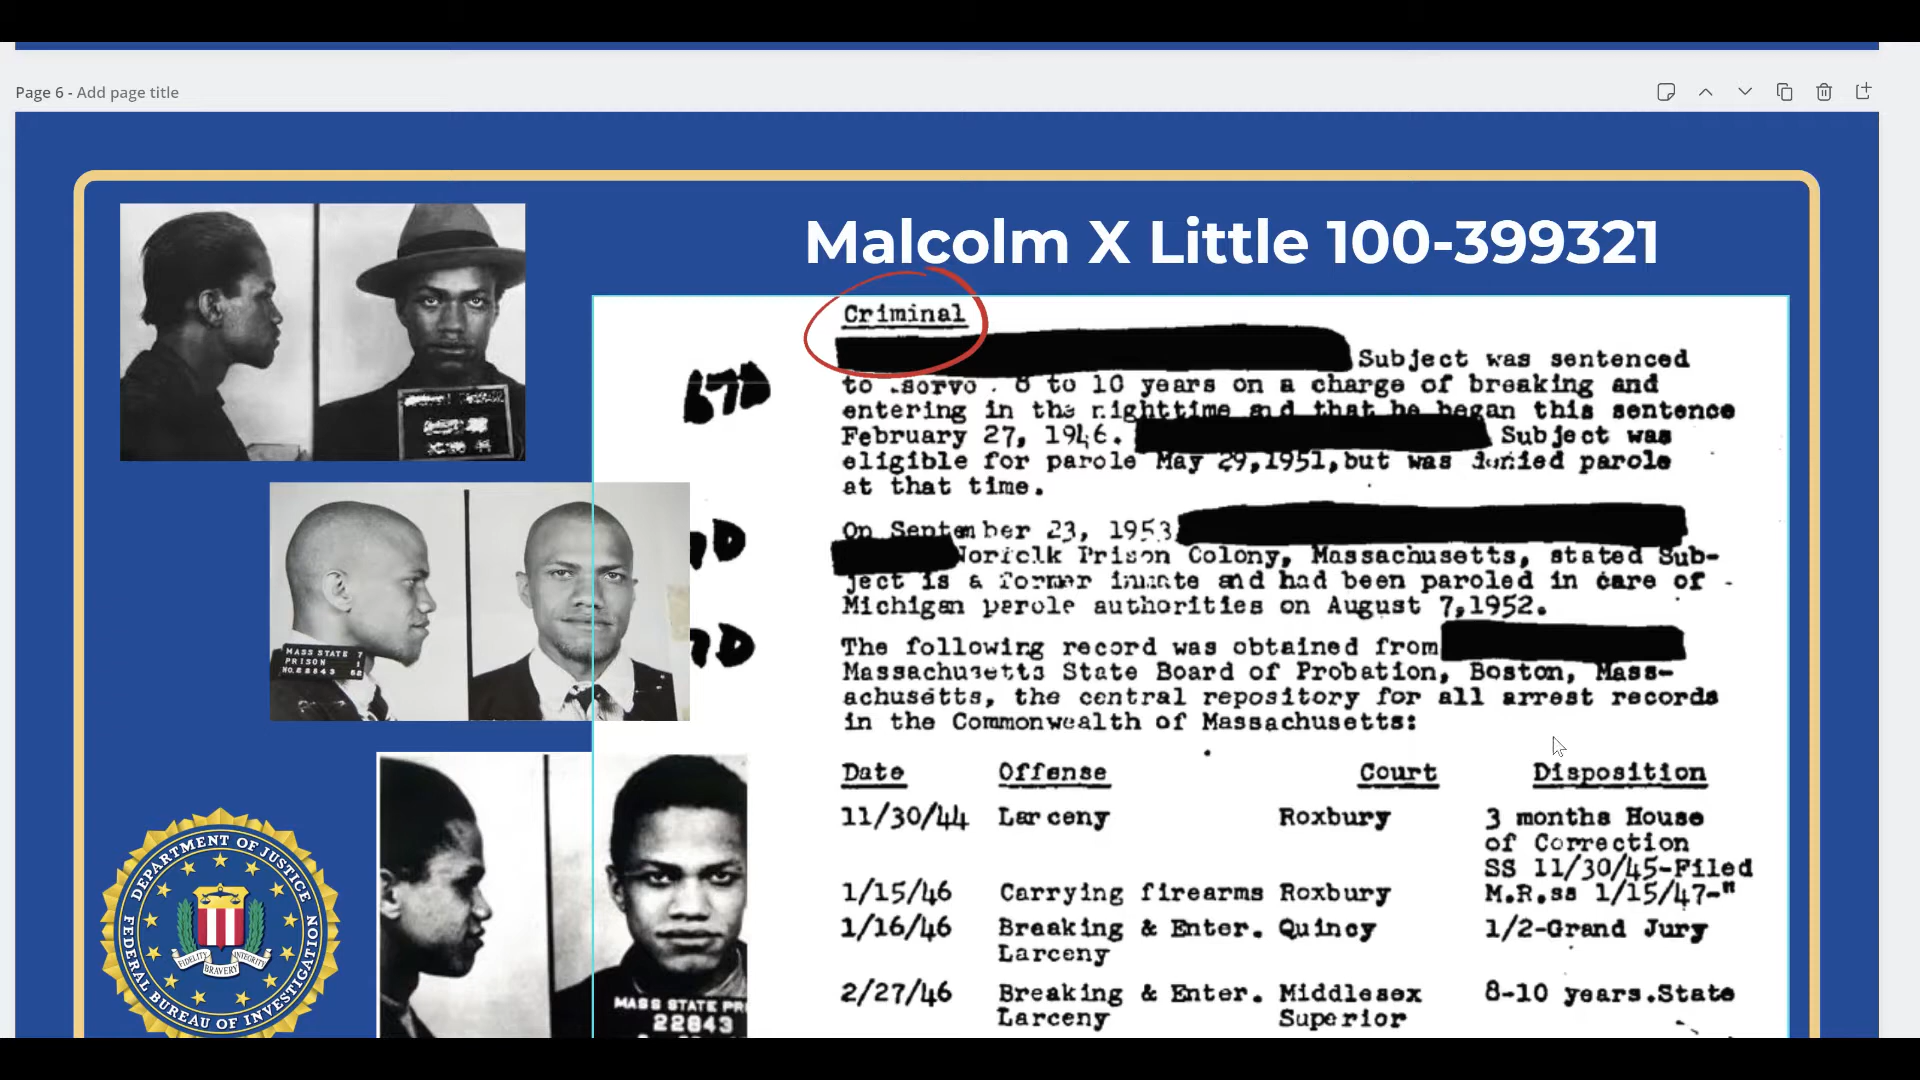 Page 6 - Add page title
Malcolm X Little 100-399321
Criminal
Subject was sentenced
to 8 to 10 years on a charge of breaking and
entering in the nighttime and that he began this sentence
February 27, 1946. Subject was
eligible for parole May 29,1951,but was denied parole
at that time.
On September 23, 1953
Norfolk Prison Colony, Massachusetts, stated Sub-
ject is a former inmate and had been paroled in care of
Michigan parole authorities on August 7,1952.
The following record was obtained from
Massachusetts State Board of Probation, Boston, Mass-
achusetts, the central repository for all arrest records
in the Commonwealth of Massachusetts:
Date Offense Court Disposition
11/30/44 Larceny Roxbury 3 months House
of Correction
SS 11/30/45-Filed
1/15/46 Carrying firearms Roxbury M.R.ss 1/15/47-"
1/16/46 Breaking & Enter. Quincy 1/2-Grand Jury
Larceny
2/27/46 Breaking & Enter. Middlesex 8-10 years.State
Larceny Superior
b7D
MASS STATE
PRISON
NO.22843
MASS STATE PR
22843
DEPARTMENT OF JUSTICE
FEDERAL BUREAU OF INVESTIGATION
FIDELITY
BRAVERY
INTEGRITY